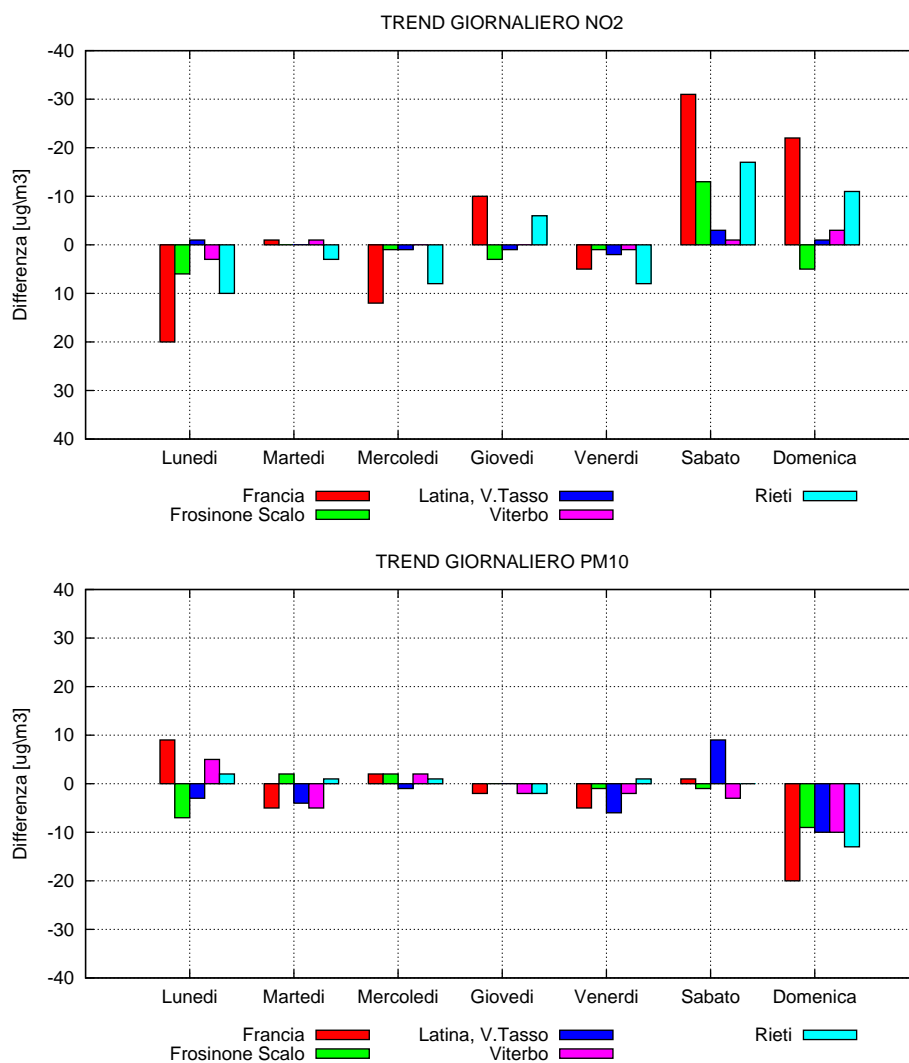 TREND GIORNALIERO NO2
-40
-30
-20
-10
0
10
20
30
40
Differenza [ug\m3]
Lunedi Martedi Mercoledi Giovedi Venerdi Sabato Domenica
Francia Latina, V.Tasso Rieti
Frosinone Scalo Viterbo
TREND GIORNALIERO PM10
40
30
20
10
0
-10
-20
-30
-40
Differenza [ug\m3]
Lunedi Martedi Mercoledi Giovedi Venerdi Sabato Domenica
Francia Latina, V.Tasso Rieti
Frosinone Scalo Viterbo